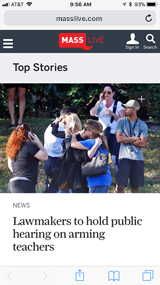 9:56 AM
93%
masslive.com
MASS LIVE
Sign In
Search
Top Stories
NEWS
Lawmakers to hold public
hearing on arming
teachers